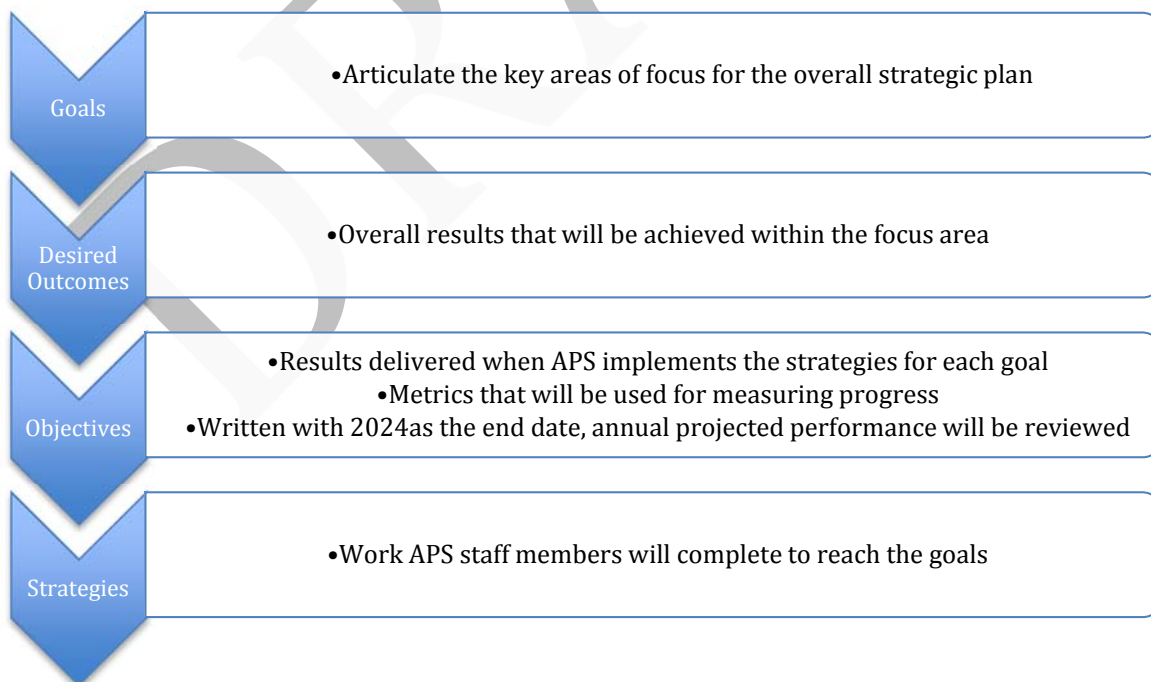 Goals
•Articulate the key areas of focus for the overall strategic plan
Desired
Outcomes
•Overall results that will be achieved within the focus area
Objectives
•Results delivered when APS implements the strategies for each goal
•Metrics that will be used for measuring progress
•Written with 2024as the end date, annual projected performance will be reviewed
Strategies
•Work APS staff members will complete to reach the goals